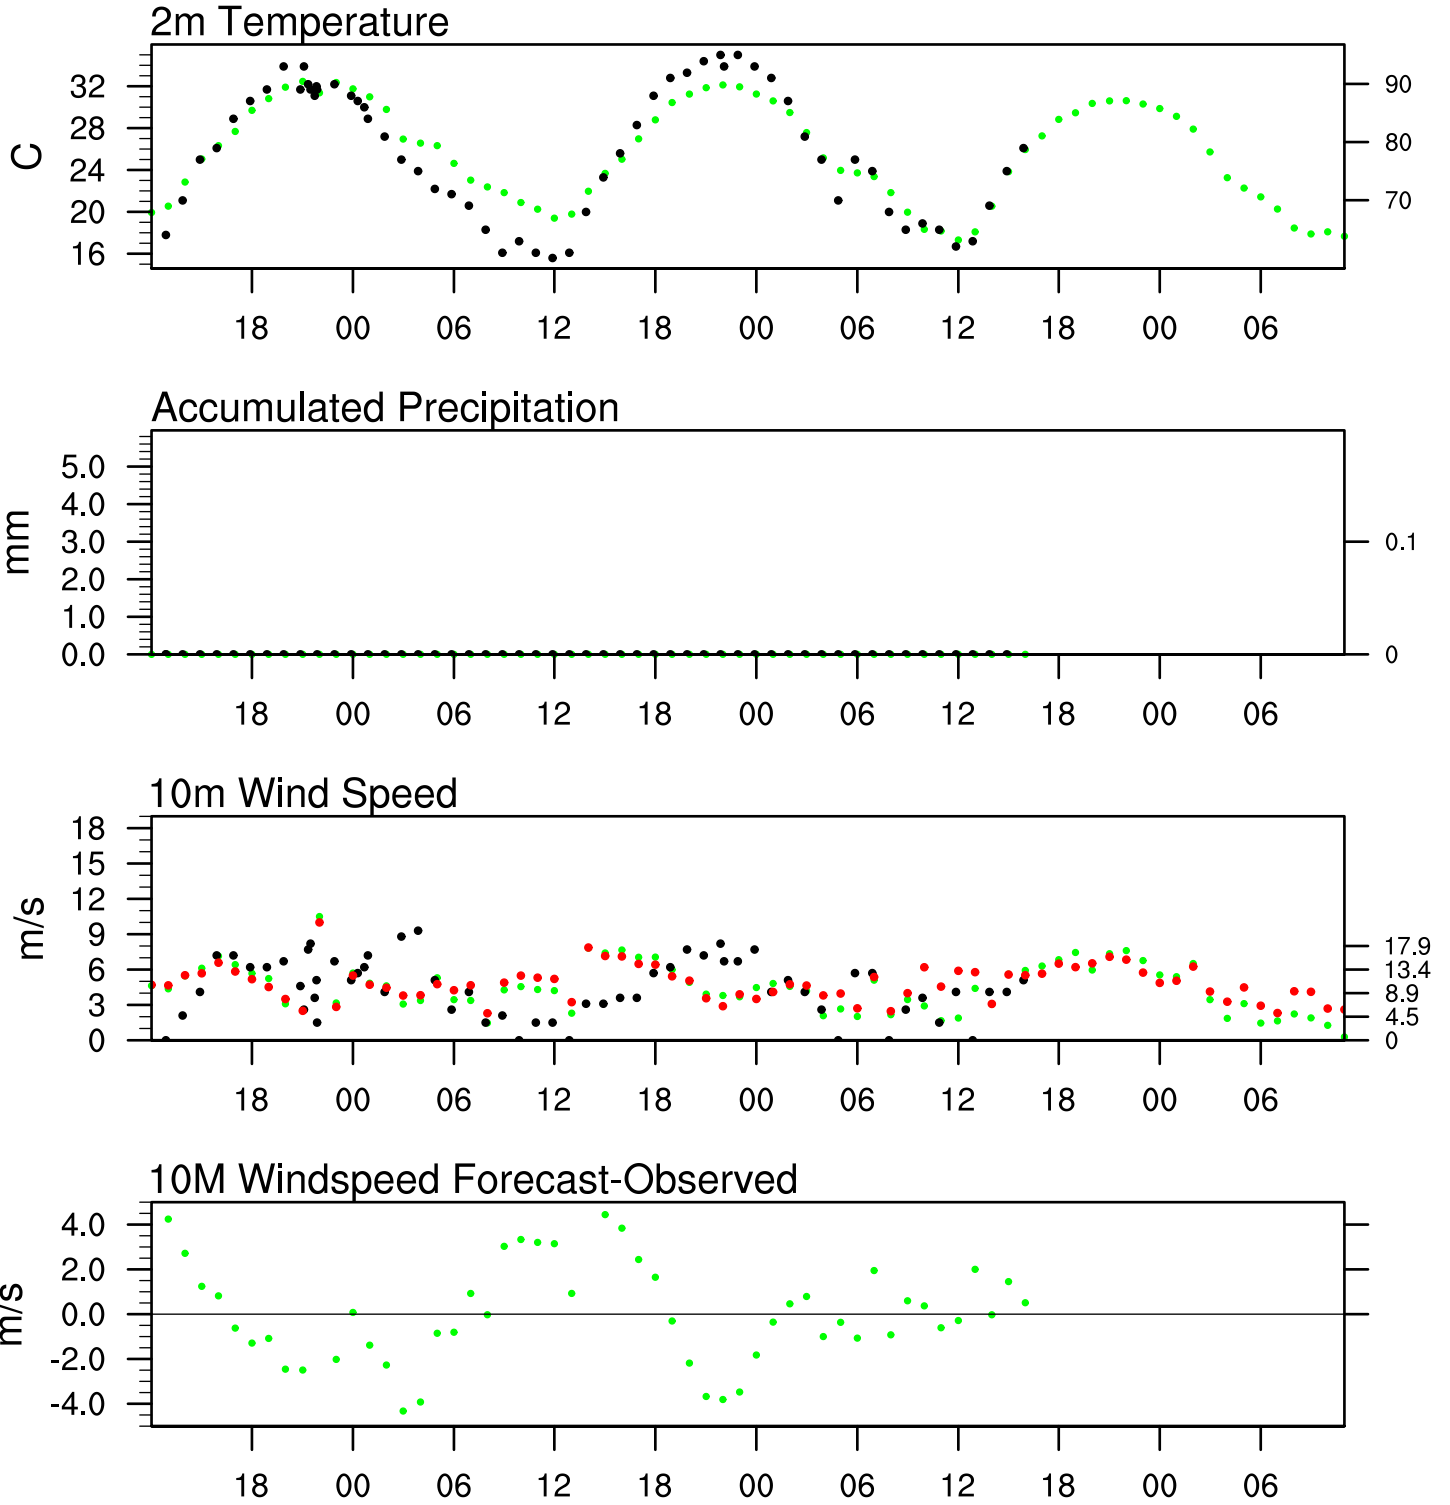 2m Temperature
C
32
28
24
20
16
90
80
70
18 00 06 12 18 00 06 12 18 00 06
Accumulated Precipitation
mm
5.0
4.0
3.0
2.0
1.0
0.0
0.1
0
18 00 06 12 18 00 06 12 18 00 06
10m Wind Speed
m/s
18
15
12
9
6
3
0
17.9
13.4
8.9
4.5
0
18 00 06 12 18 00 06 12 18 00 06
10M Windspeed Forecast-Observed
m/s
4.0
2.0
0.0
-2.0
-4.0
18 00 06 12 18 00 06 12 18 00 06